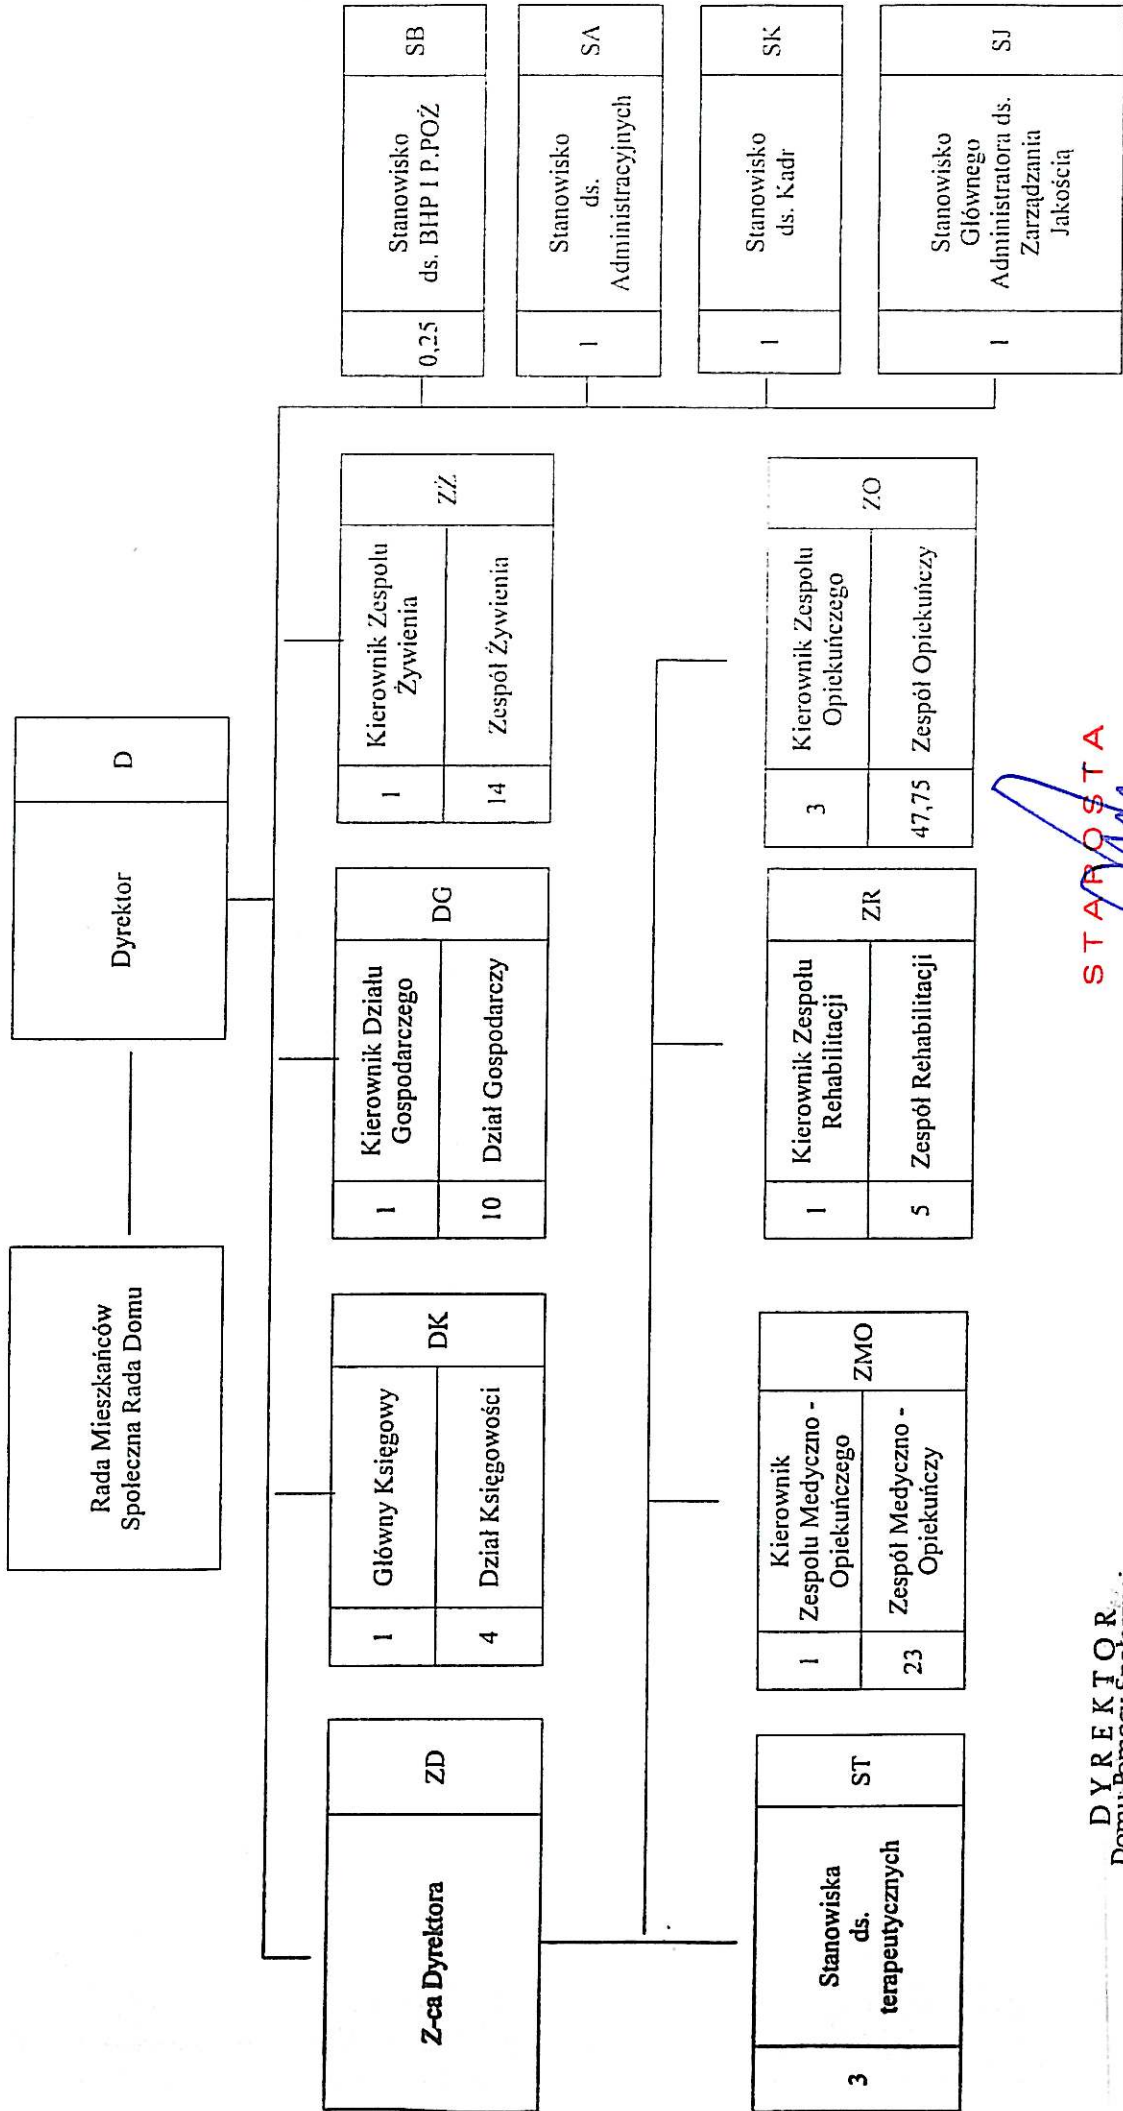 Rada Mieszkańców
Społeczna Rada Domu
Dyrektor
D
Z-ca Dyrektora
ZD
1
Główny Księgowy
DK
4
Dział Księgowości
1
Kierownik Działu
Gospodarczego
DG
10
Dział Gospodarczy
1
Kierownik Zespołu
Żywienia
ZŻ
14
Zespół Żywienia
0,25
Stanowisko
ds. BHP I P.POŻ
SB
1
Stanowisko
ds.
Administracyjnych
SA
1
Stanowisko
ds. Kadr
SK
1
Stanowisko
Głównego
Administratora ds.
Zarządzania
Jakością
SJ
3
Stanowiska
ds.
terapeutycznych
ST
1
Kierownik
Zespołu Medyczno -
Opiekuńczego
ZMO
23
Zespół Medyczno -
Opiekuńczy
1
Kierownik Zespołu
Rehabilitacji
ZR
5
Zespół Rehabilitacji
3
Kierownik Zespołu
Opiekuńczego
ZO
47,75
Zespół Opiekuńczy
DYREKTOR
Domu Pomocy Społecznej
STAROSTA